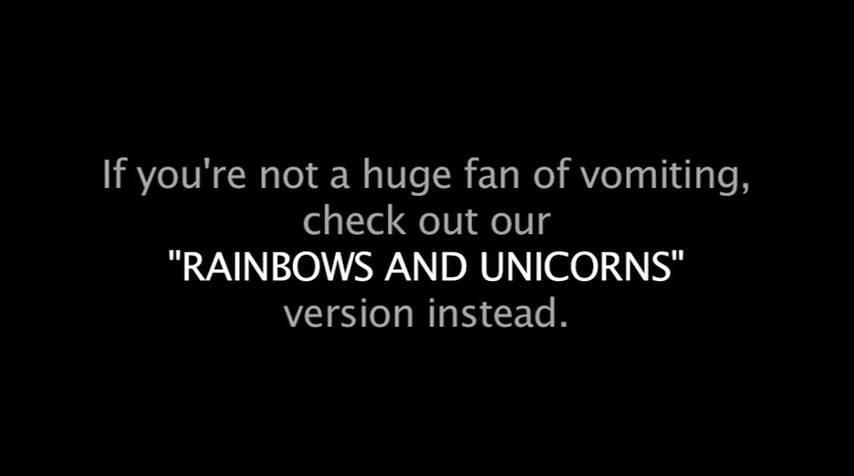 If you're not a huge fan of vomiting,
check out our
"RAINBOWS AND UNICORNS"
version instead.